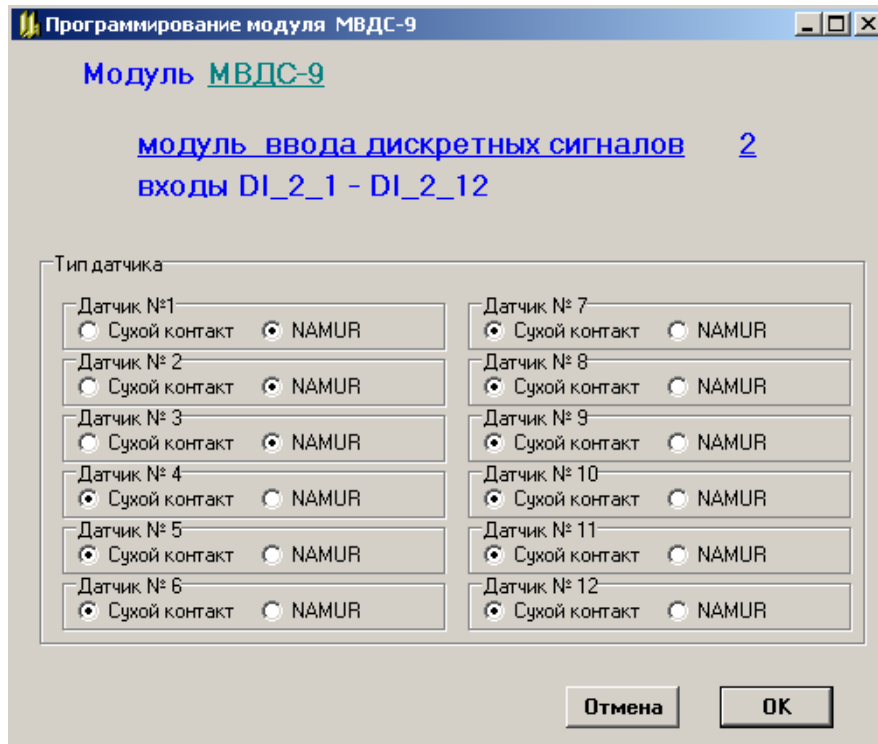 Программирование модуля МВДС-9
Модуль МВДС-9
модуль ввода дискретных сигналов 2
входы DI_2_1 - DI_2_12
Тип датчика
Датчик №1
Сухой контакт NAMUR
Датчик № 2
Сухой контакт NAMUR
Датчик № 3
Сухой контакт NAMUR
Датчик № 4
Сухой контакт NAMUR
Датчик № 5
Сухой контакт NAMUR
Датчик № 6
Сухой контакт NAMUR
Датчик № 7
Сухой контакт NAMUR
Датчик № 8
Сухой контакт NAMUR
Датчик № 9
Сухой контакт NAMUR
Датчик № 10
Сухой контакт NAMUR
Датчик № 11
Сухой контакт NAMUR
Датчик № 12
Сухой контакт NAMUR
Отмена OK